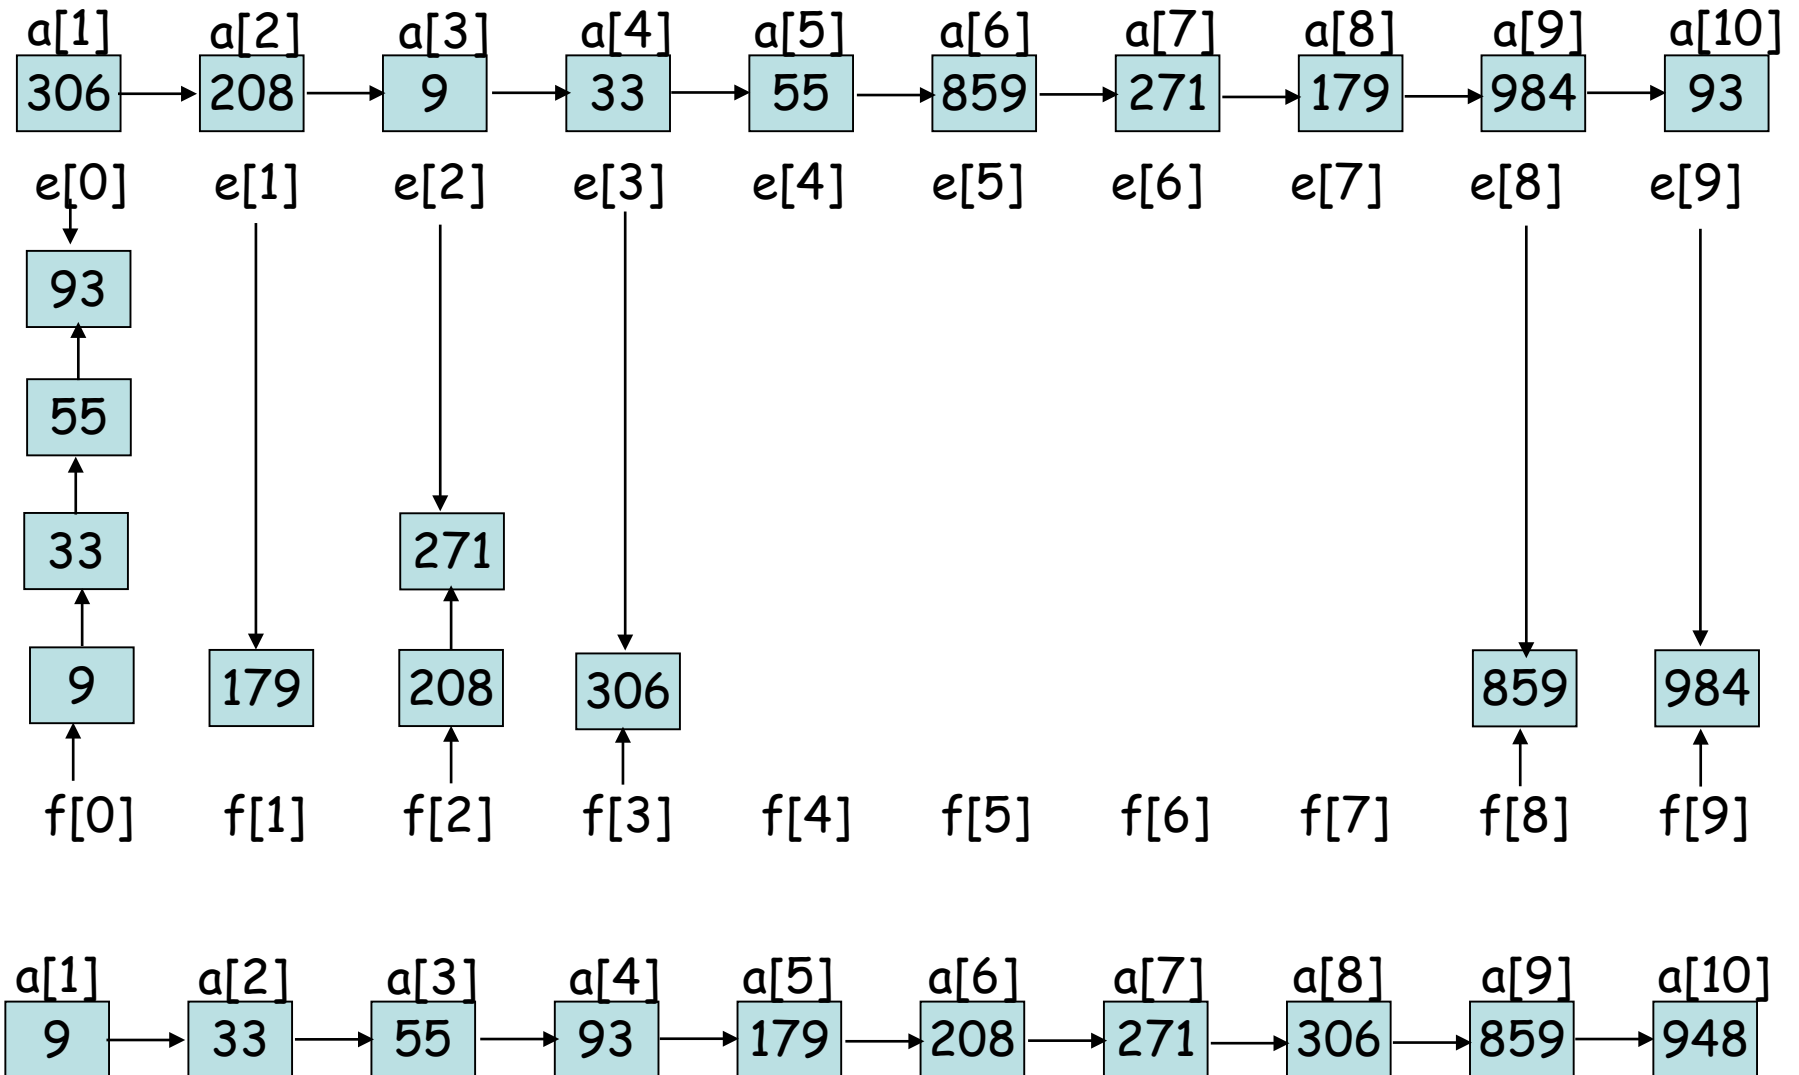 a[1] a[2] a[3] a[4] a[5] a[6] a[7] a[8] a[9] a[10]
306 208 9 33 55 859 271 179 984 93
e[0] e[1] e[2] e[3] e[4] e[5] e[6] e[7] e[8] e[9]
93
55
33 271
9 179 208 306 859 984
f[0] f[1] f[2] f[3] f[4] f[5] f[6] f[7] f[8] f[9]
a[1] a[2] a[3] a[4] a[5] a[6] a[7] a[8] a[9] a[10]
9 33 55 93 179 208 271 306 859 948